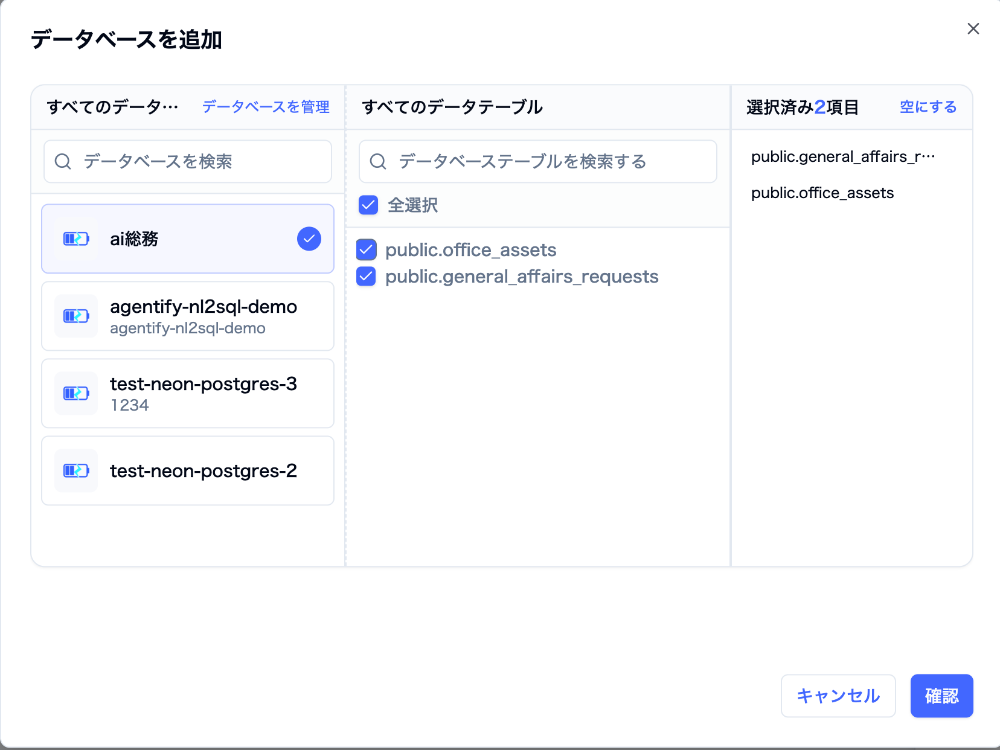 データベースを追加
すべてのデータ…
データベースを管理
データベースを検索
ai総務
agentify-nl2sql-demo
agentify-nl2sql-demo
test-neon-postgres-3
1234
test-neon-postgres-2
すべてのデータテーブル
データベーステーブルを検索する
全選択
public.office_assets
public.general_affairs_requests
選択済み2項目
空にする
public.general_affairs_r…
public.office_assets
キャンセル
確認